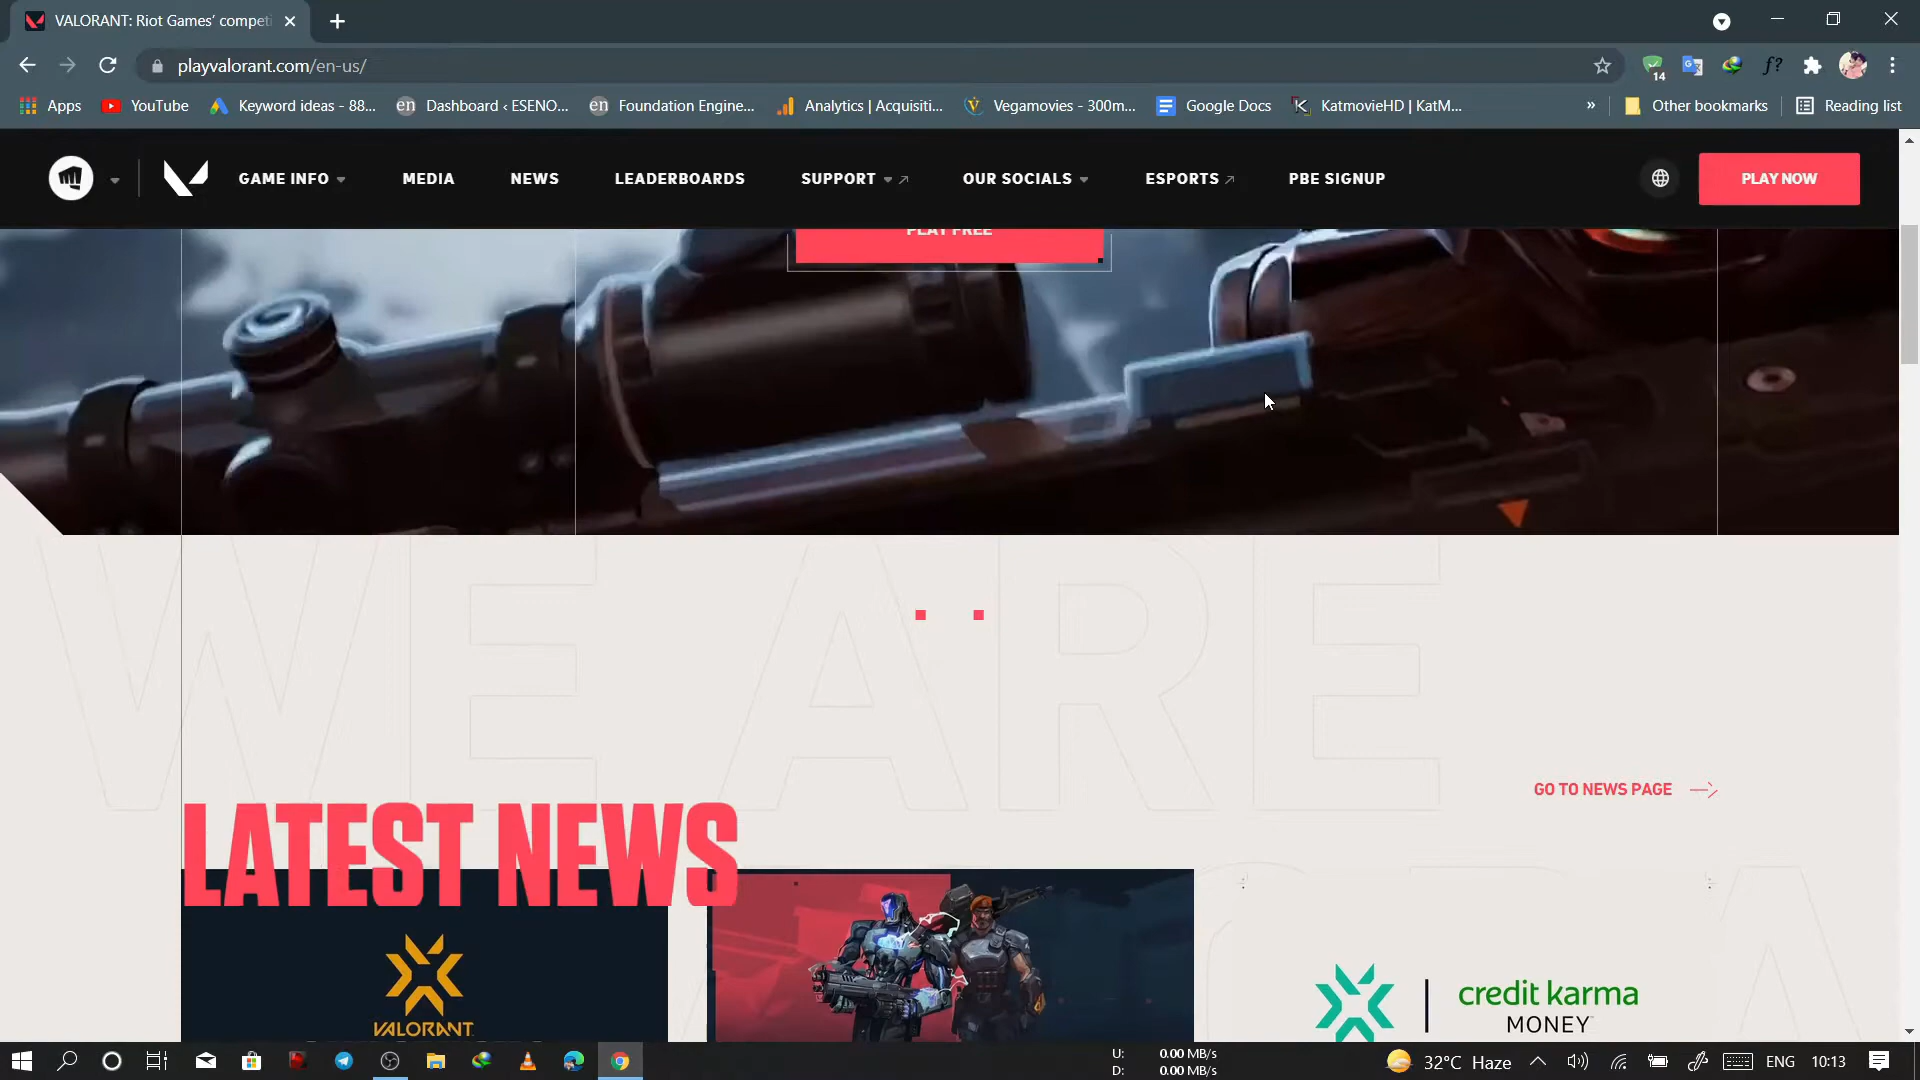 VALORANT: Riot Games' competi
playvalorant.com/en-us/
14
f?
Apps
YouTube
Keyword ideas - 88...
en Dashboard ‹ ESENO...
en Foundation Engine...
Analytics | Acquisiti...
Vegamovies - 300m...
Google Docs
KatmovieHD | KatM...
»
Other bookmarks
Reading list
GAME INFO
MEDIA
NEWS
LEADERBOARDS
SUPPORT
OUR SOCIALS
ESPORTS
PBE SIGNUP
PLAY NOW
PLAY FREE
WE ARE
GO TO NEWS PAGE
LATEST NEWS
VALORANT
credit karma
MONEY
U: 0.00 MB/s
D: 0.00 MB/s
32°C Haze
ENG
10:13